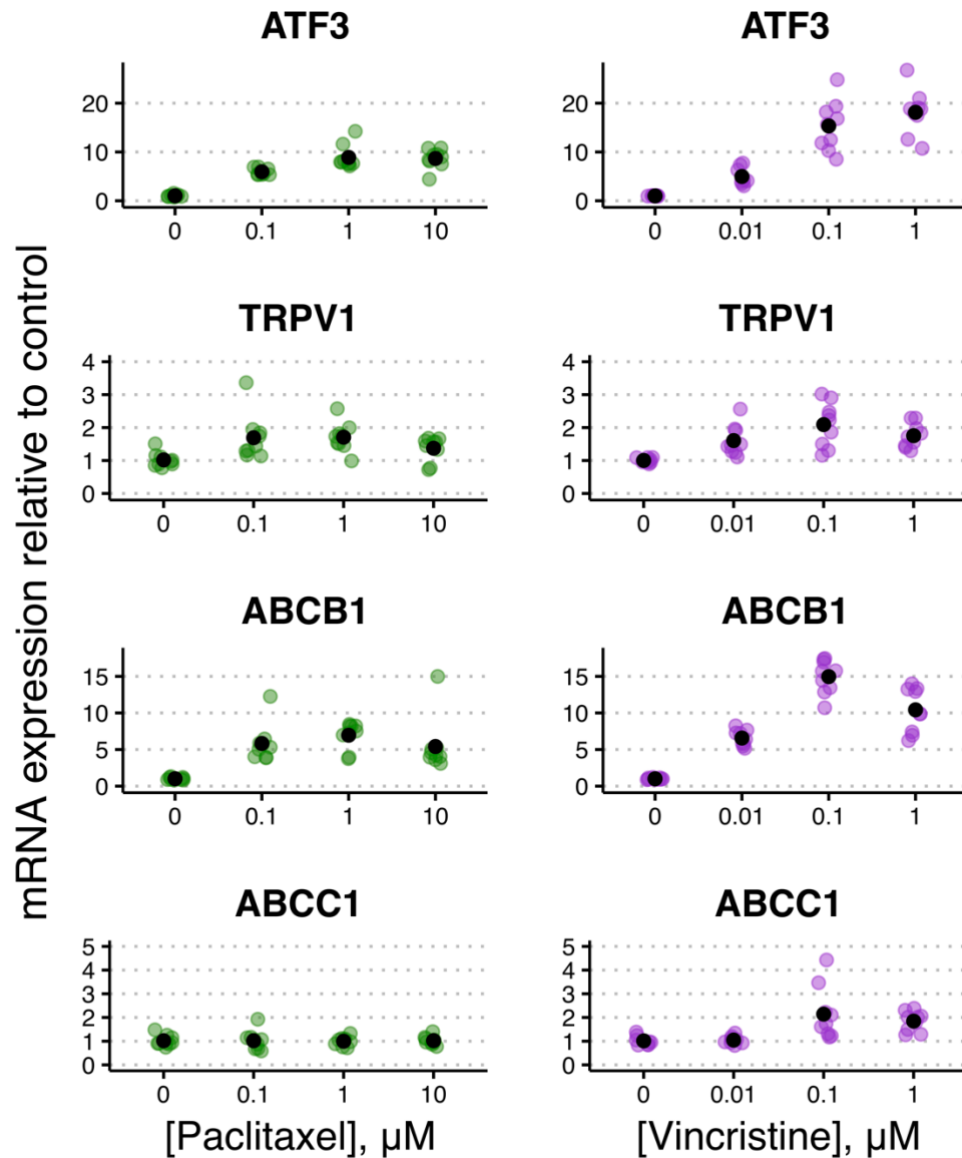 ATF3
ATF3
20
10
0
0 0.1 1 10
20
10
0
0 0.01 0.1 1
mRNA expression relative to control
TRPV1
TRPV1
4
3
2
1
0
0 0.1 1 10
4
3
2
1
0
0 0.01 0.1 1
ABCB1
ABCB1
15
10
5
0
0 0.1 1 10
15
10
5
0
0 0.01 0.1 1
ABCC1
ABCC1
5
4
3
2
1
0
0 0.1 1 10
5
4
3
2
1
0
0 0.01 0.1 1
[Paclitaxel], µM
[Vincristine], µM